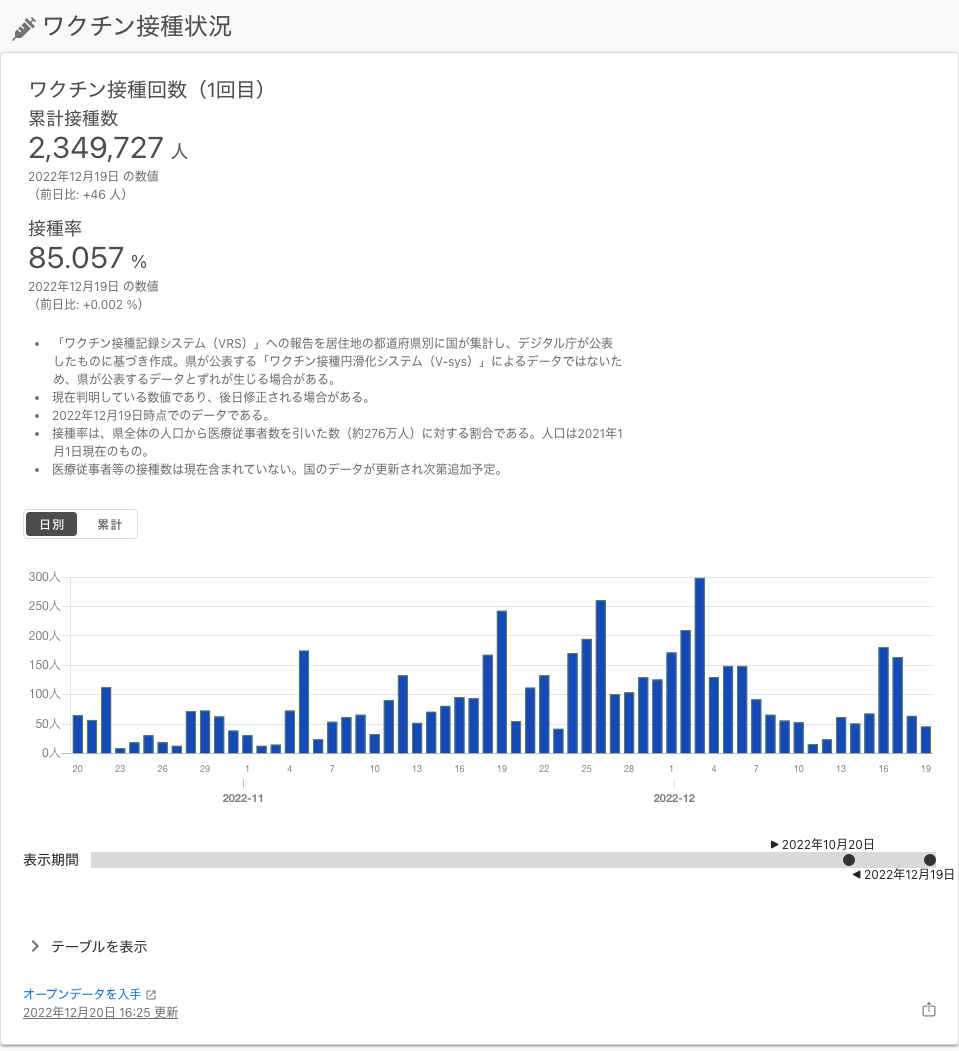 ワクチン接種状況
ワクチン接種回数（1回目）
累計接種数
2,349,727 人
2022年12月19日 の数値
（前日比: +46 人）
接種率
85.057 %
2022年12月19日 の数値
（前日比: +0.002 %）
• 「ワクチン接種記録システム（VRS）」への報告を居住地の都道府県別に国が集計し、デジタル庁が公表
したものに基づき作成。県が公表する「ワクチン接種円滑化システム（V-sys）」によるデータではないた
め、県が公表するデータとずれが生じる場合がある。
• 現在判明している数値であり、後日修正される場合がある。
• 2022年12月19日時点でのデータである。
• 接種率は、県全体の人口から医療従事者数を引いた数（約276万人）に対する割合である。人口は2021年1
月1日現在のもの。
• 医療従事者等の接種数は現在含まれていない。国のデータが更新され次第追加予定。
日別 累計
300人
250人
200人
150人
100人
50人
0人
20 23 26 29 1 4 7 10 13 16 19 22 25 28 1 4 7 10 13 16 19
2022-11 2022-12
▶ 2022年10月20日
表示期間
◀ 2022年12月19日
テーブルを表示
オープンデータを入手
2022年12月20日 16:25 更新